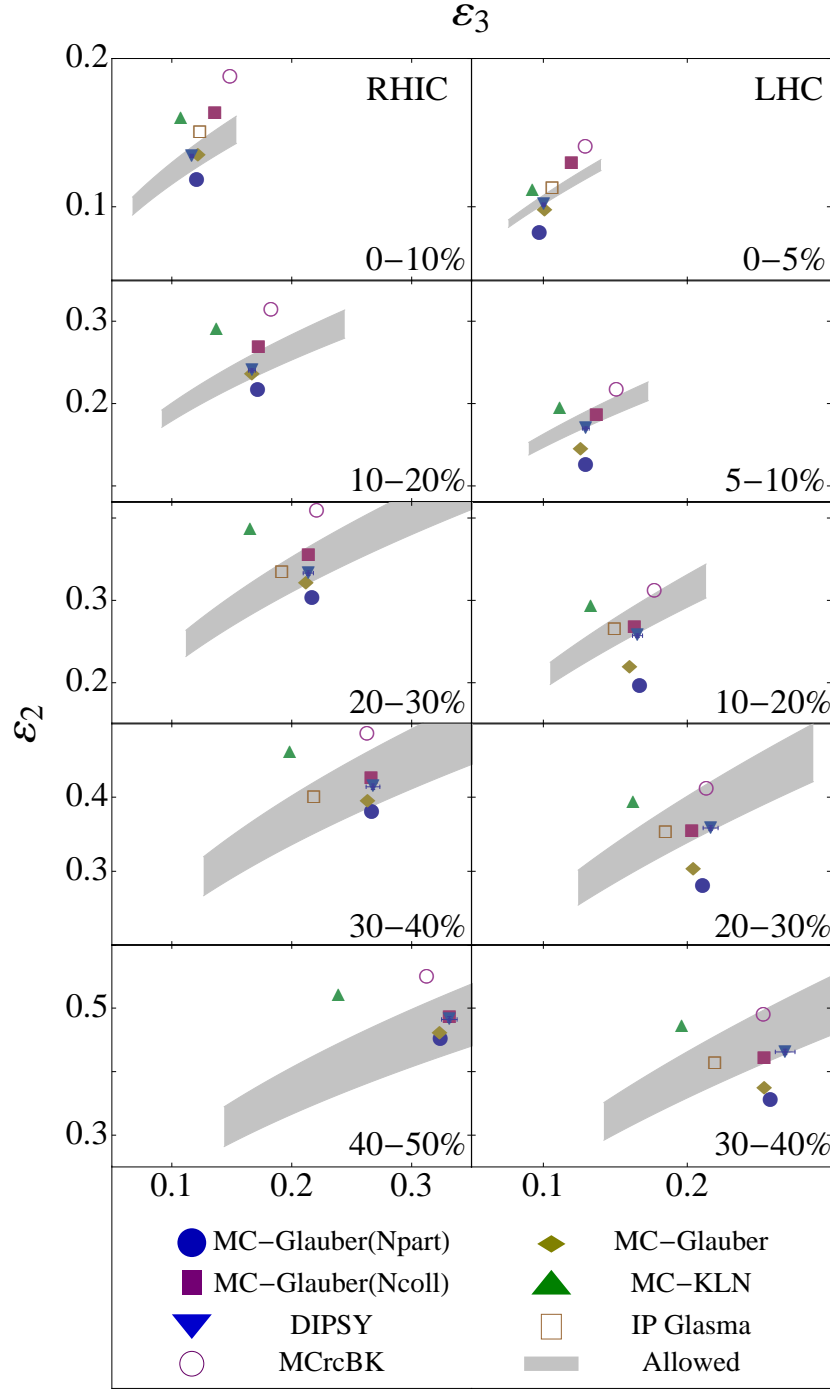 ε3
0.2
RHIC
LHC
0.1
0−10%
0−5%
0.3
0.2
10−20%
5−10%
0.3
0.2
20−30%
10−20%
ε2
0.4
0.3
30−40%
20−30%
0.5
0.3
40−50%
30−40%
0.1 0.2 0.3 0.1 0.2
MC−Glauber(Npart) MC−Glauber
MC−Glauber(Ncoll) MC−KLN
DIPSY IP Glasma
MCrcBK Allowed